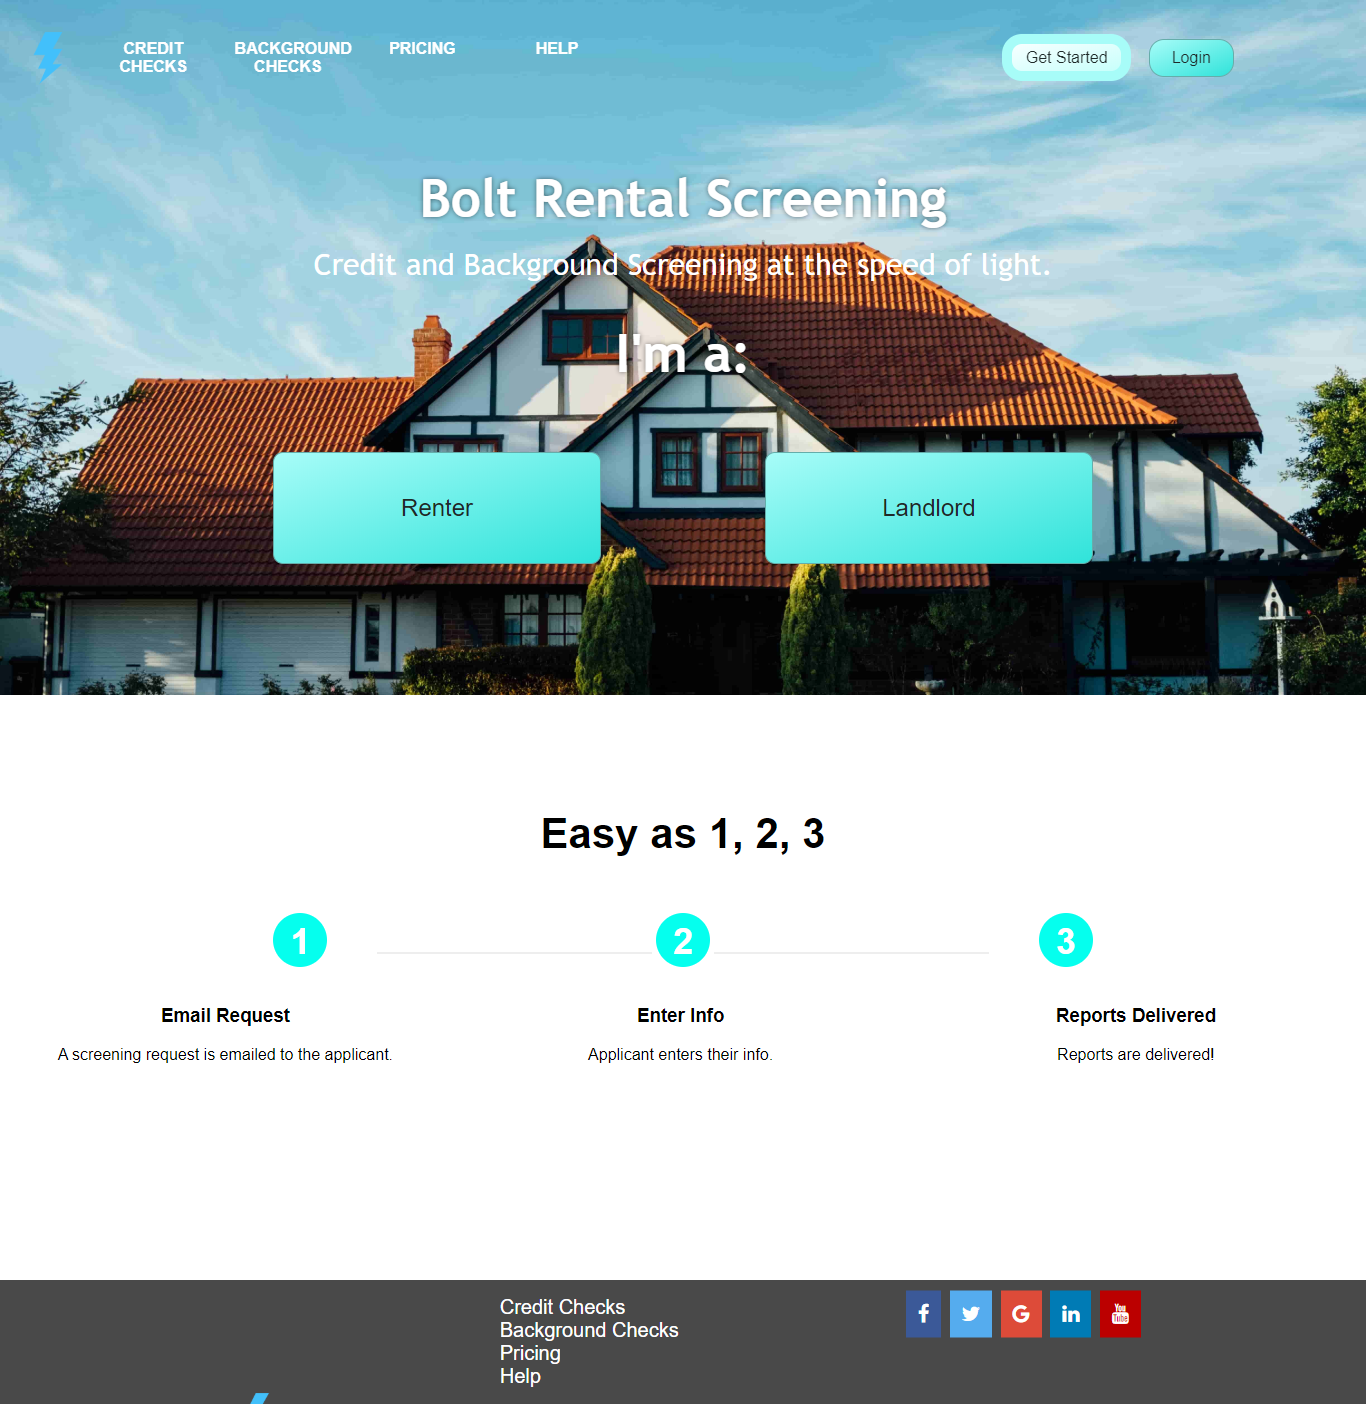 CREDIT
CHECKS
BACKGROUND
CHECKS
PRICING
HELP
Get Started
Login
Bolt Rental Screening
Credit and Background Screening at the speed of light.
I'm a:
Renter
Landlord
Easy as 1, 2, 3
1
2
3
Email Request
Enter Info
Reports Delivered
A screening request is emailed to the applicant.
Applicant enters their info.
Reports are delivered!
Credit Checks
Background Checks
Pricing
Help
f
G
in
You
Tube